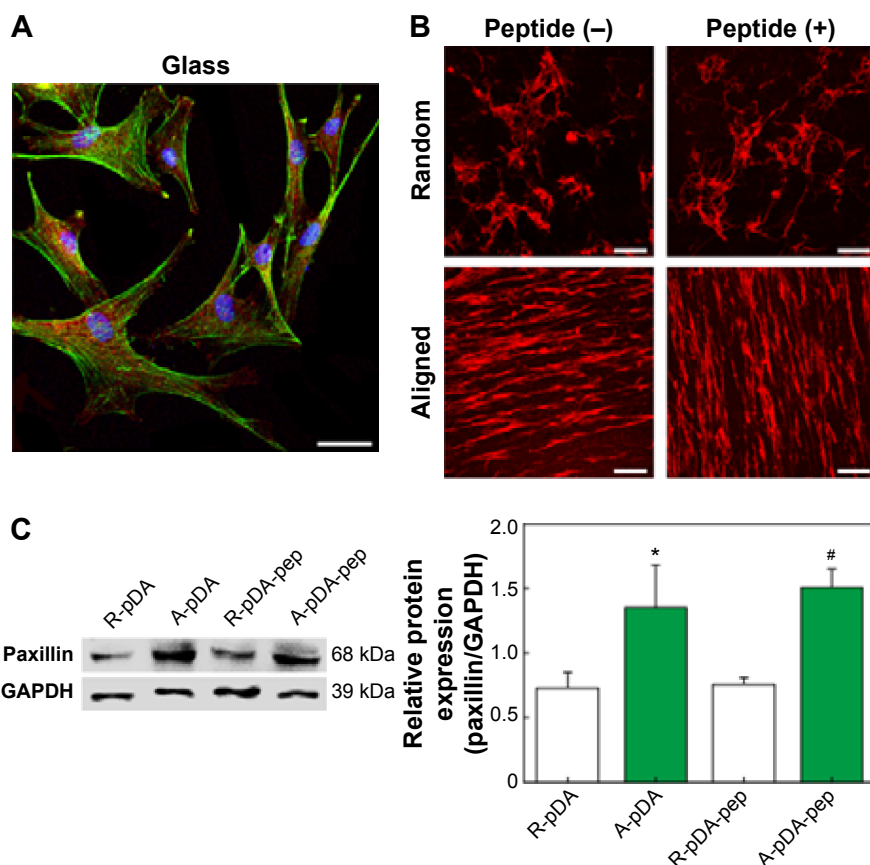 A
Glass
B
Peptide (–)
Peptide (+)
Random
Aligned
C
R-pDA
A-pDA
R-pDA-pep
A-pDA-pep
Paxillin
68 kDa
GAPDH
39 kDa
Relative protein
expression
(paxillin/GAPDH)
2.0
1.5
1.0
0.5
0
*
#
R-pDA
A-pDA
R-pDA-pep
A-pDA-pep